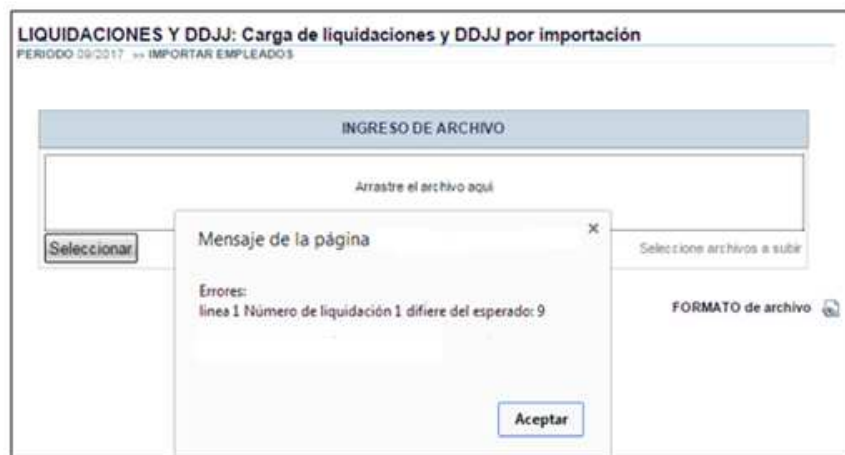 LIQUIDACIONES Y DDJJ: Carga de liquidaciones y DDJJ por importación
PERIODO 09/2017 »» IMPORTAR EMPLEADOS
INGRESO DE ARCHIVO
Arrastre el archivo aqui
Seleccionar
Seleccione archivos a subir
Mensaje de la página
×
Errores:
linea 1 Número de liquidación 1 difiere del esperado: 9
FORMATO de archivo
Aceptar